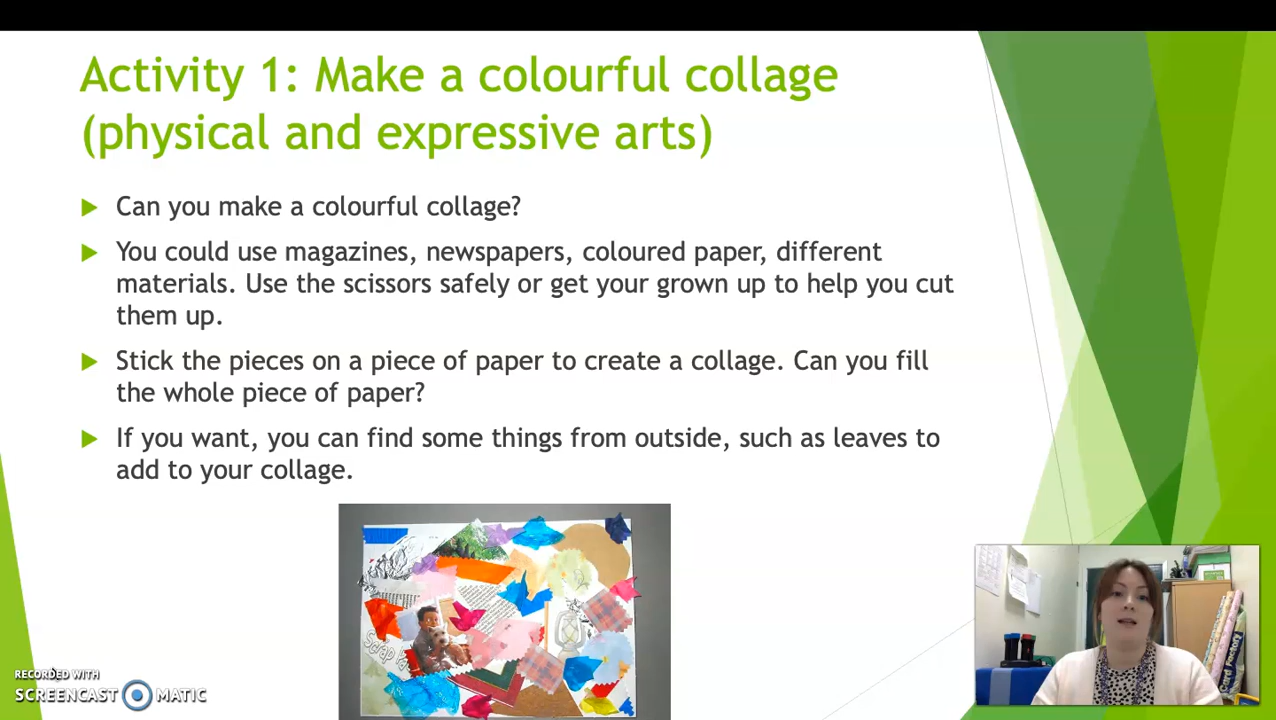 Activity 1: Make a colourful collage
(physical and expressive arts)
Can you make a colourful collage?
You could use magazines, newspapers, coloured paper, different
materials. Use the scissors safely or get your grown up to help you cut
them up.
Stick the pieces on a piece of paper to create a collage. Can you fill
the whole piece of paper?
If you want, you can find some things from outside, such as leaves to
add to your collage.
Scrap
Card Factory
RECORDED WITH
SCREENCAST MATIC